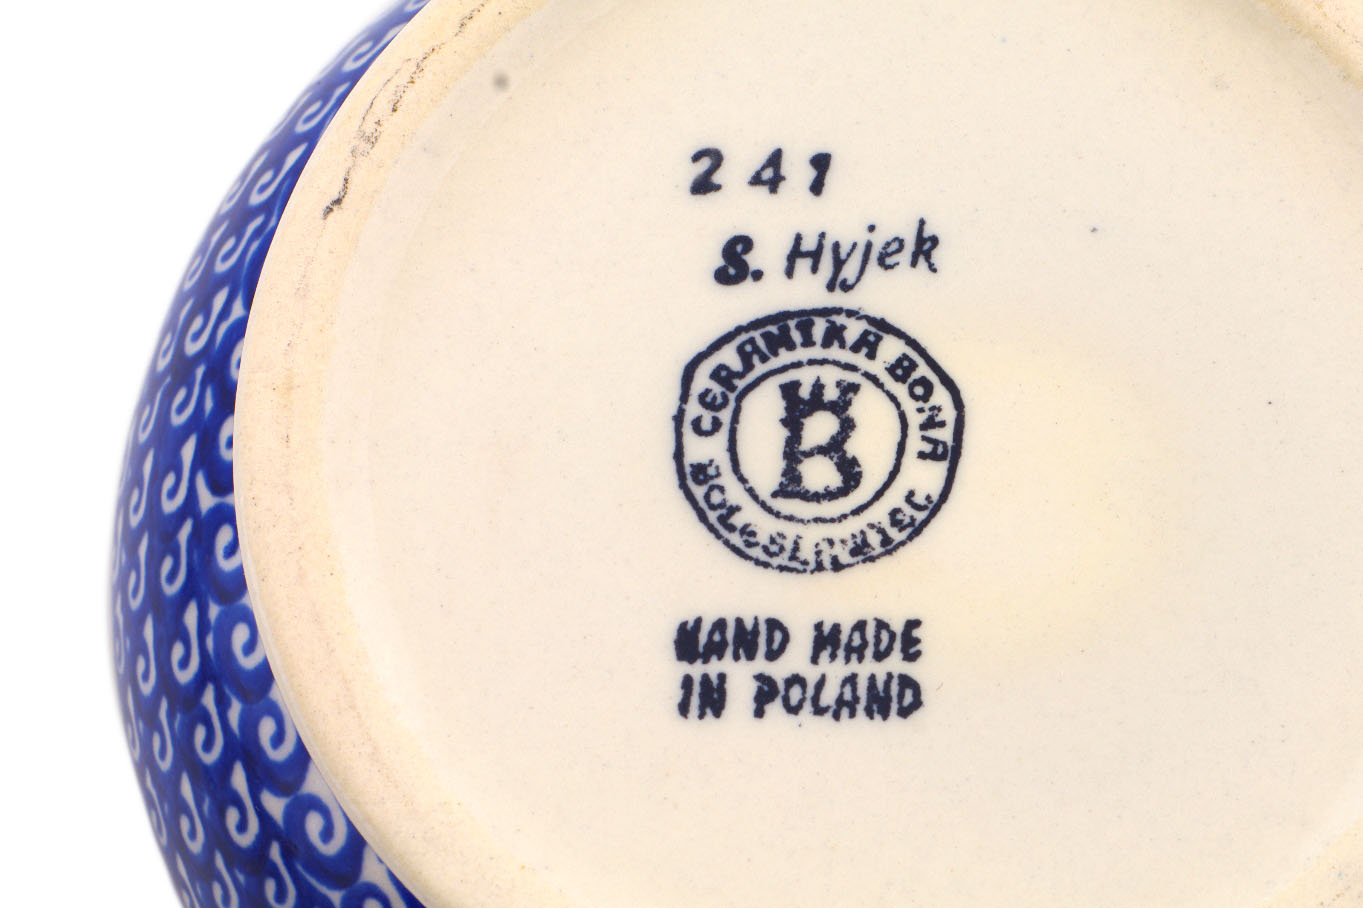 241
S. Hyjek
CERAMIKA BONA
BOLESLAWIEC
B
HAND MADE
IN POLAND